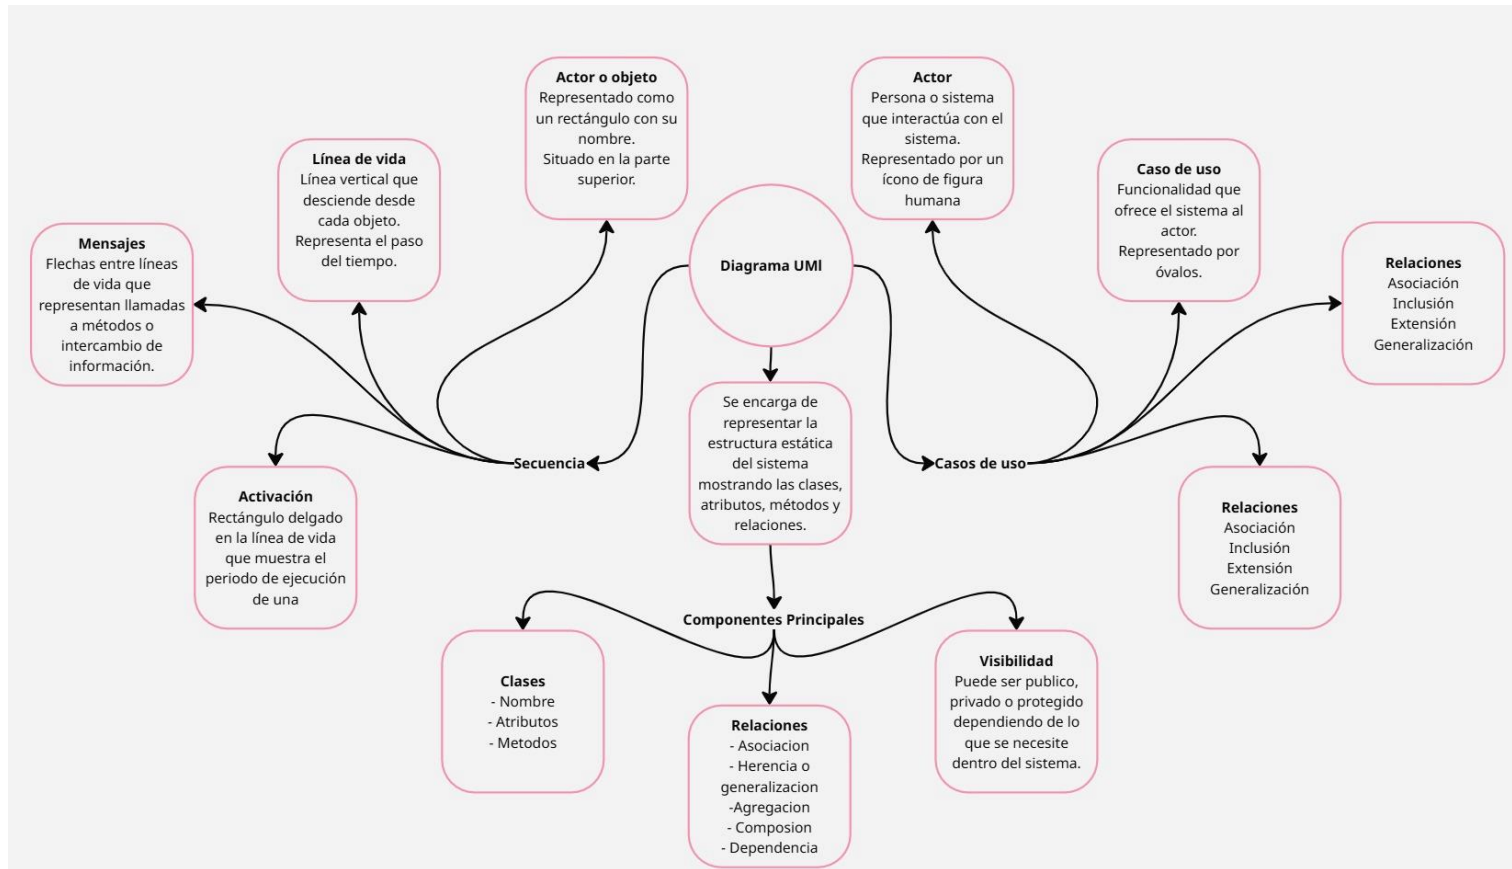 Actor o objeto
Representado como
un rectángulo con su
nombre.
Situado en la parte
superior.
Actor
Persona o sistema
que interactúa con el
sistema.
Representado por un
ícono de figura
humana
Línea de vida
Línea vertical que
desciende desde
cada objeto.
Representa el paso
del tiempo.
Caso de uso
Funcionalidad que
ofrece el sistema al
actor.
Representado por
óvalos.
Mensajes
Flechas entre líneas
de vida que
representan llamadas
a métodos o
intercambio de
información.
Diagrama UMl
Relaciones
Asociación
Inclusión
Extensión
Generalización
Se encarga de
representar la
estructura estática
del sistema
mostrando las clases,
atributos, métodos y
relaciones.
Secuencia
Casos de uso
Activación
Rectángulo delgado
en la línea de vida
que muestra el
periodo de ejecución
de una
Relaciones
Asociación
Inclusión
Extensión
Generalización
Componentes Principales
Clases
- Nombre
- Atributos
- Metodos
Relaciones
- Asociacion
- Herencia o
generalizacion
-Agregacion
- Composion
- Dependencia
Visibilidad
Puede ser publico,
privado o protegido
dependiendo de lo
que se necesite
dentro del sistema.